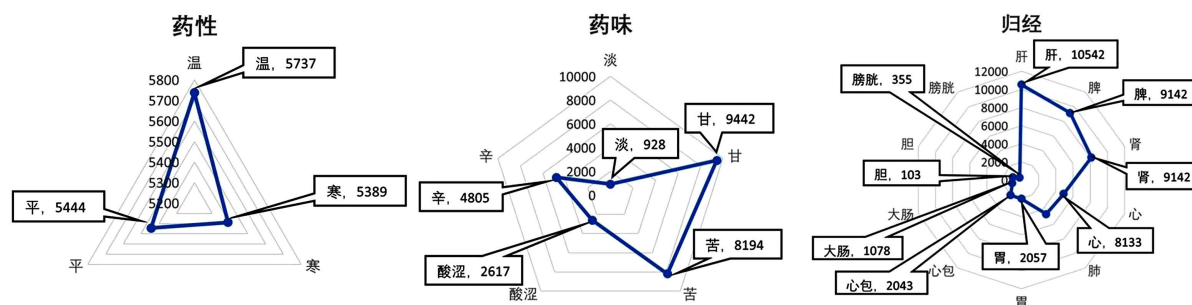 药性
温
5800
5700
5600
5500
5400
5300
5200
温，5737
寒，5389
平，5444
平
寒
药味
淡
10000
8000
6000
4000
2000
0
甘，9442
淡，928
甘
辛
辛，4805
苦，8194
酸涩，2617
酸涩
苦
归经
肝
肝，10542
12000
10000
8000
6000
4000
2000
0
膀胱，355
膀胱
脾
脾，9142
胆
肾
肾，9142
胆，103
大肠
心
心，8133
大肠，1078
胃，2057
心包，2043
心包
肺
胃